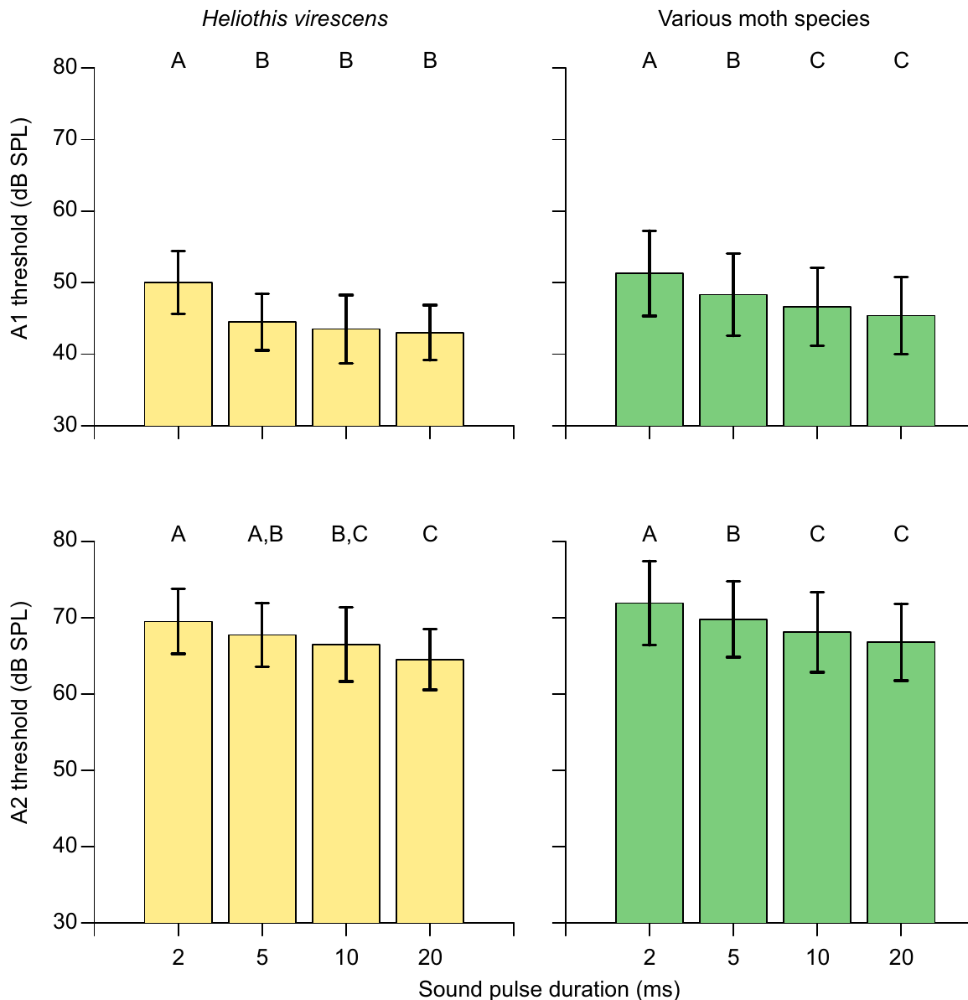 Heliothis virescens
Various moth species
A B B B
A B C C
A1 threshold (dB SPL)
80
70
60
50
40
30
A A,B B,C C
A B C C
A2 threshold (dB SPL)
80
70
60
50
40
30
2 5 10 20
2 5 10 20
Sound pulse duration (ms)